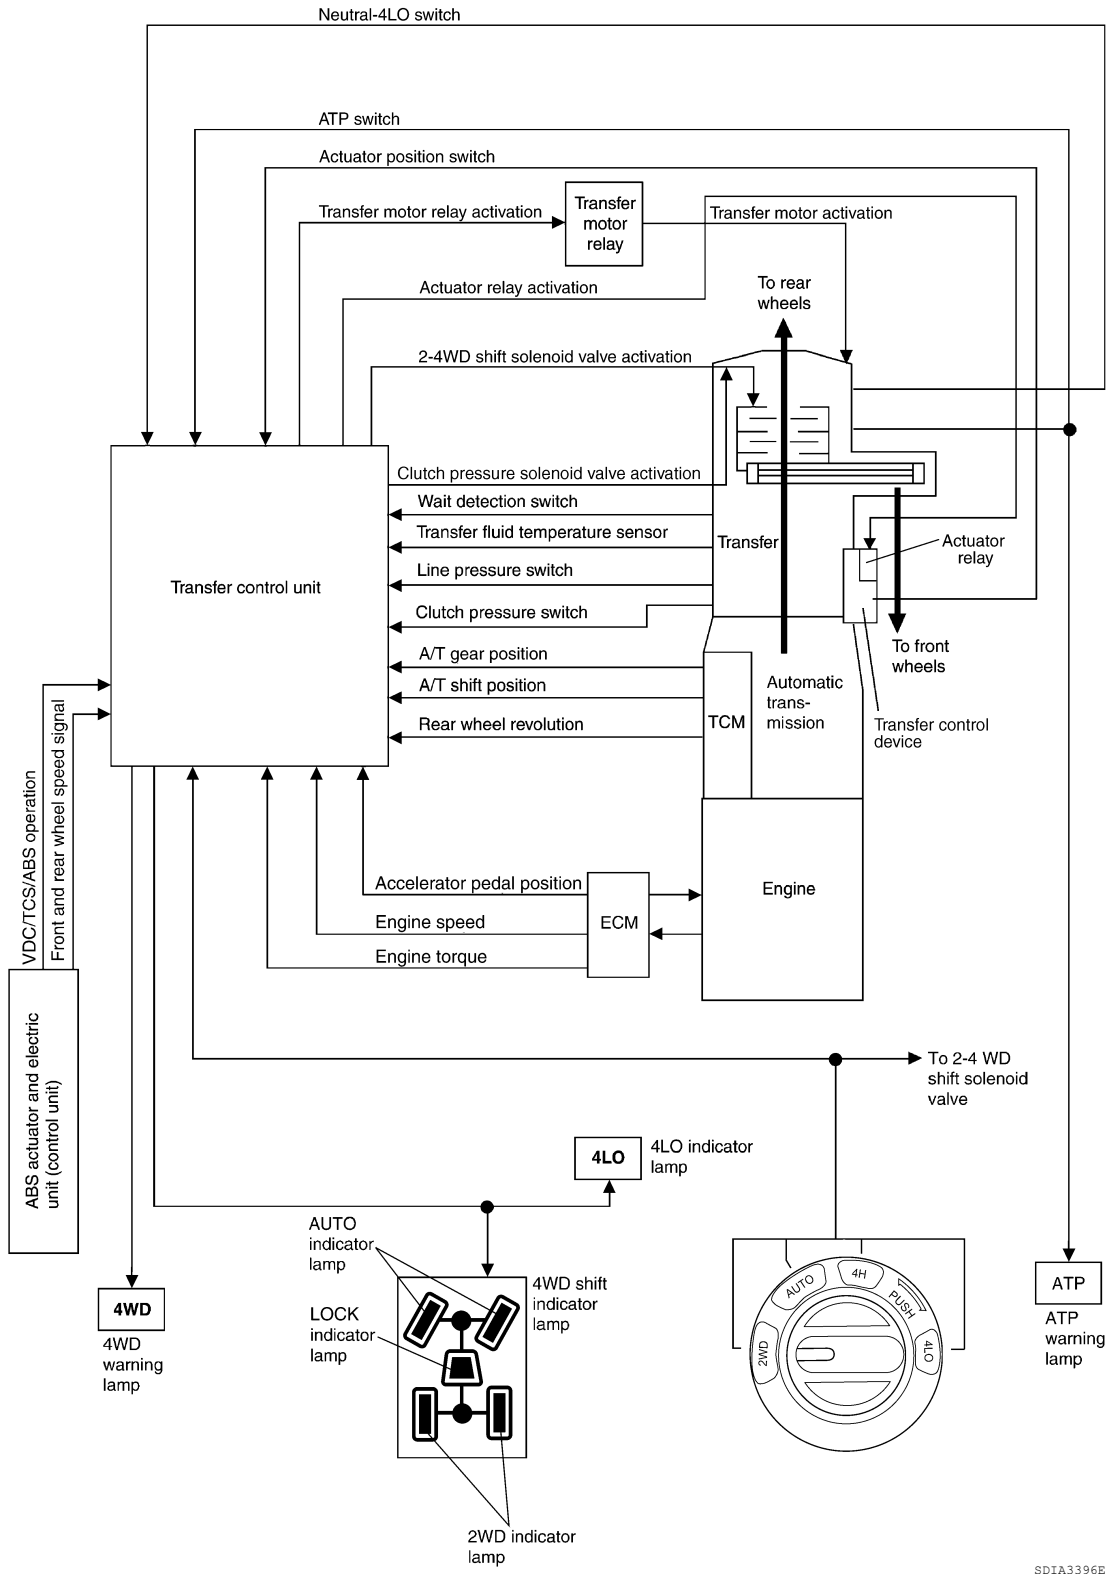 Neutral-4LO switch
ATP switch
Actuator position switch
Transfer motor relay activation
Transfer
motor
relay
Transfer motor activation
Actuator relay activation
To rear
wheels
2-4WD shift solenoid valve activation
Clutch pressure solenoid valve activation
Wait detection switch
Transfer fluid temperature sensor
Line pressure switch
Clutch pressure switch
A/T gear position
A/T shift position
Rear wheel revolution
Transfer control unit
Transfer
Actuator
relay
To front
wheels
Automatic
trans-
mission
TCM
Transfer control
device
VDC/TCS/ABS operation
Front and rear wheel speed signal
Accelerator pedal position
Engine speed
Engine torque
ECM
Engine
ABS actuator and electric
unit (control unit)
To 2-4 WD
shift solenoid
valve
4LO
4LO indicator
lamp
AUTO
indicator
lamp
LOCK
indicator
lamp
4WD shift
indicator
lamp
2WD indicator
lamp
4WD
4WD
warning
lamp
2WD
AUTO
4H
PUSH
4LO
ATP
ATP
warning
lamp
SDIA3396E